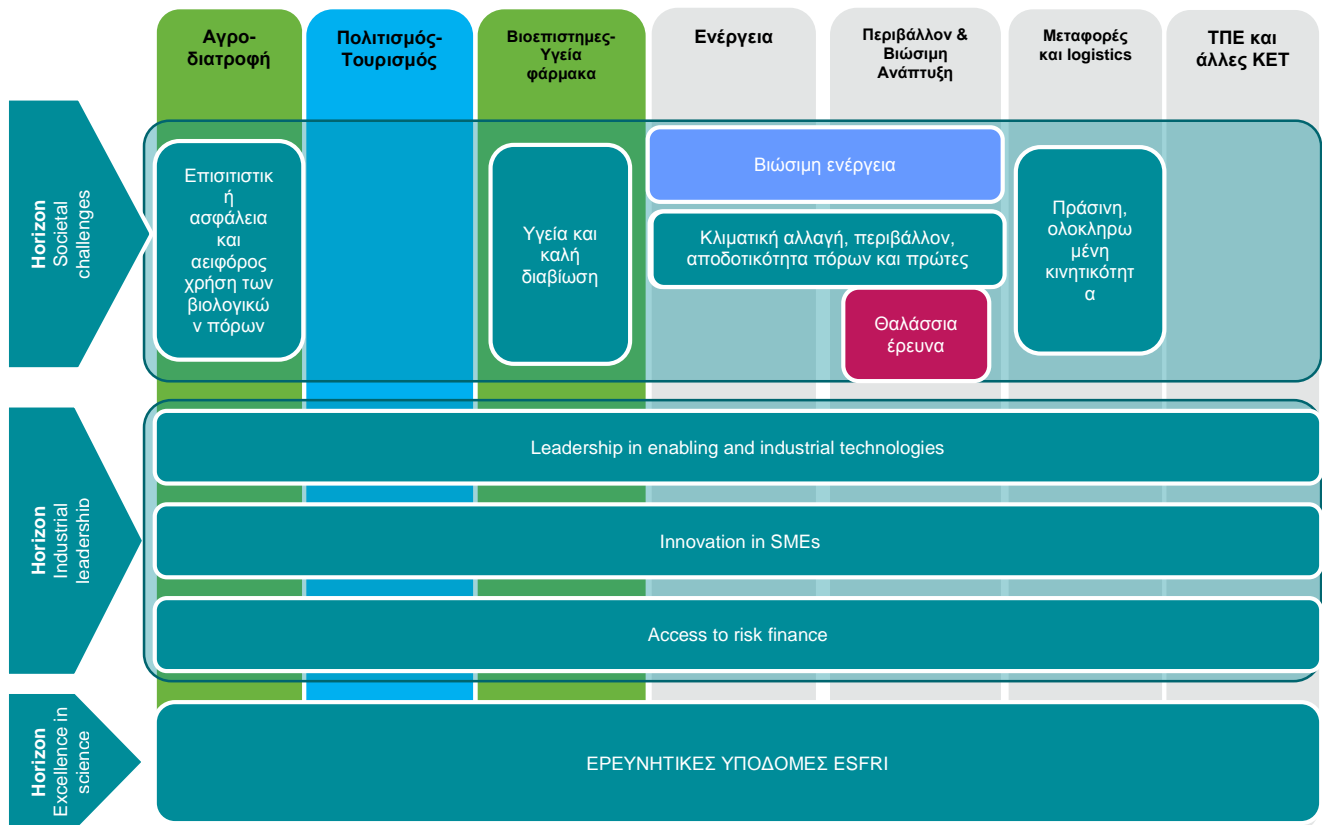 Αγρο-
διατροφή
Πολιτισμός-
Τουρισμός
Βιοεπιστημες-
Υγεία
φάρμακα
Ενέργεια
Περιβάλλον &
Βιώσιμη
Ανάπτυξη
Μεταφορές
και logistics
ΤΠΕ και
άλλες ΚΕΤ
Horizon
Societal
challenges
Επισιτιστικ
ή
ασφάλεια
και
αειφόρος
χρήση των
βιολογικώ
ν πόρων
Υγεία και
καλή
διαβίωση
Βιώσιμη ενέργεια
Κλιματική αλλαγή, περιβάλλον,
αποδοτικότητα πόρων και πρώτες
Θαλάσσια
έρευνα
Πράσινη,
ολοκληρω
μένη
κινητικότητ
α
Horizon
Industrial
leadership
Leadership in enabling and industrial technologies
Innovation in SMEs
Access to risk finance
Horizon
Excellence in
science
ΕΡΕΥΝΗΤΙΚΕΣ ΥΠΟΔΟΜΕΣ ESFRI